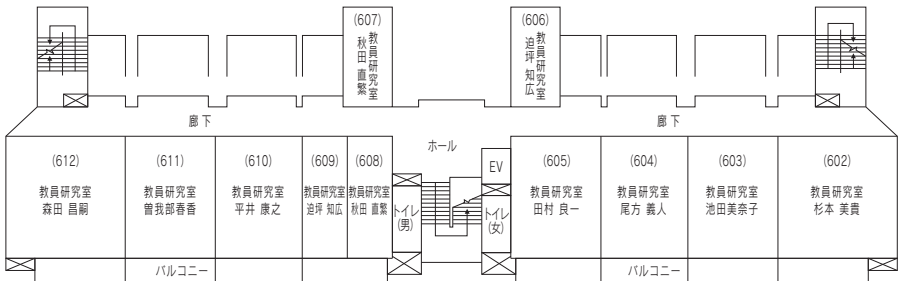 (607)
教員研究室
秋田 直繁
(606)
教員研究室
迫坪 知広
廊下
廊下
ホール
(612)
教員研究室
森田 昌嗣
(611)
教員研究室
曽我部春香
(610)
教員研究室
平井 康之
(609)
教員研究室
迫坪 知広
(608)
教員研究室
秋田 直繁
EV
(605)
教員研究室
田村 良一
(604)
教員研究室
尾方 義人
(603)
教員研究室
池田美奈子
(602)
教員研究室
杉本 美貴
トイレ
(男)
トイレ
(女)
バルコニー
バルコニー